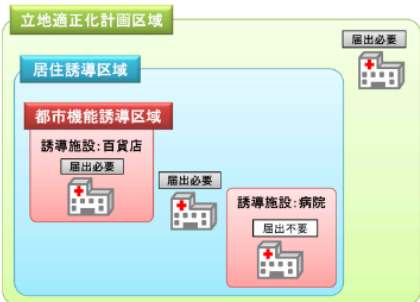 立地適正化計画区域
届出必要
居住誘導区域
都市機能誘導区域
誘導施設:百貨店
届出必要
届出必要
誘導施設:病院
届出不要